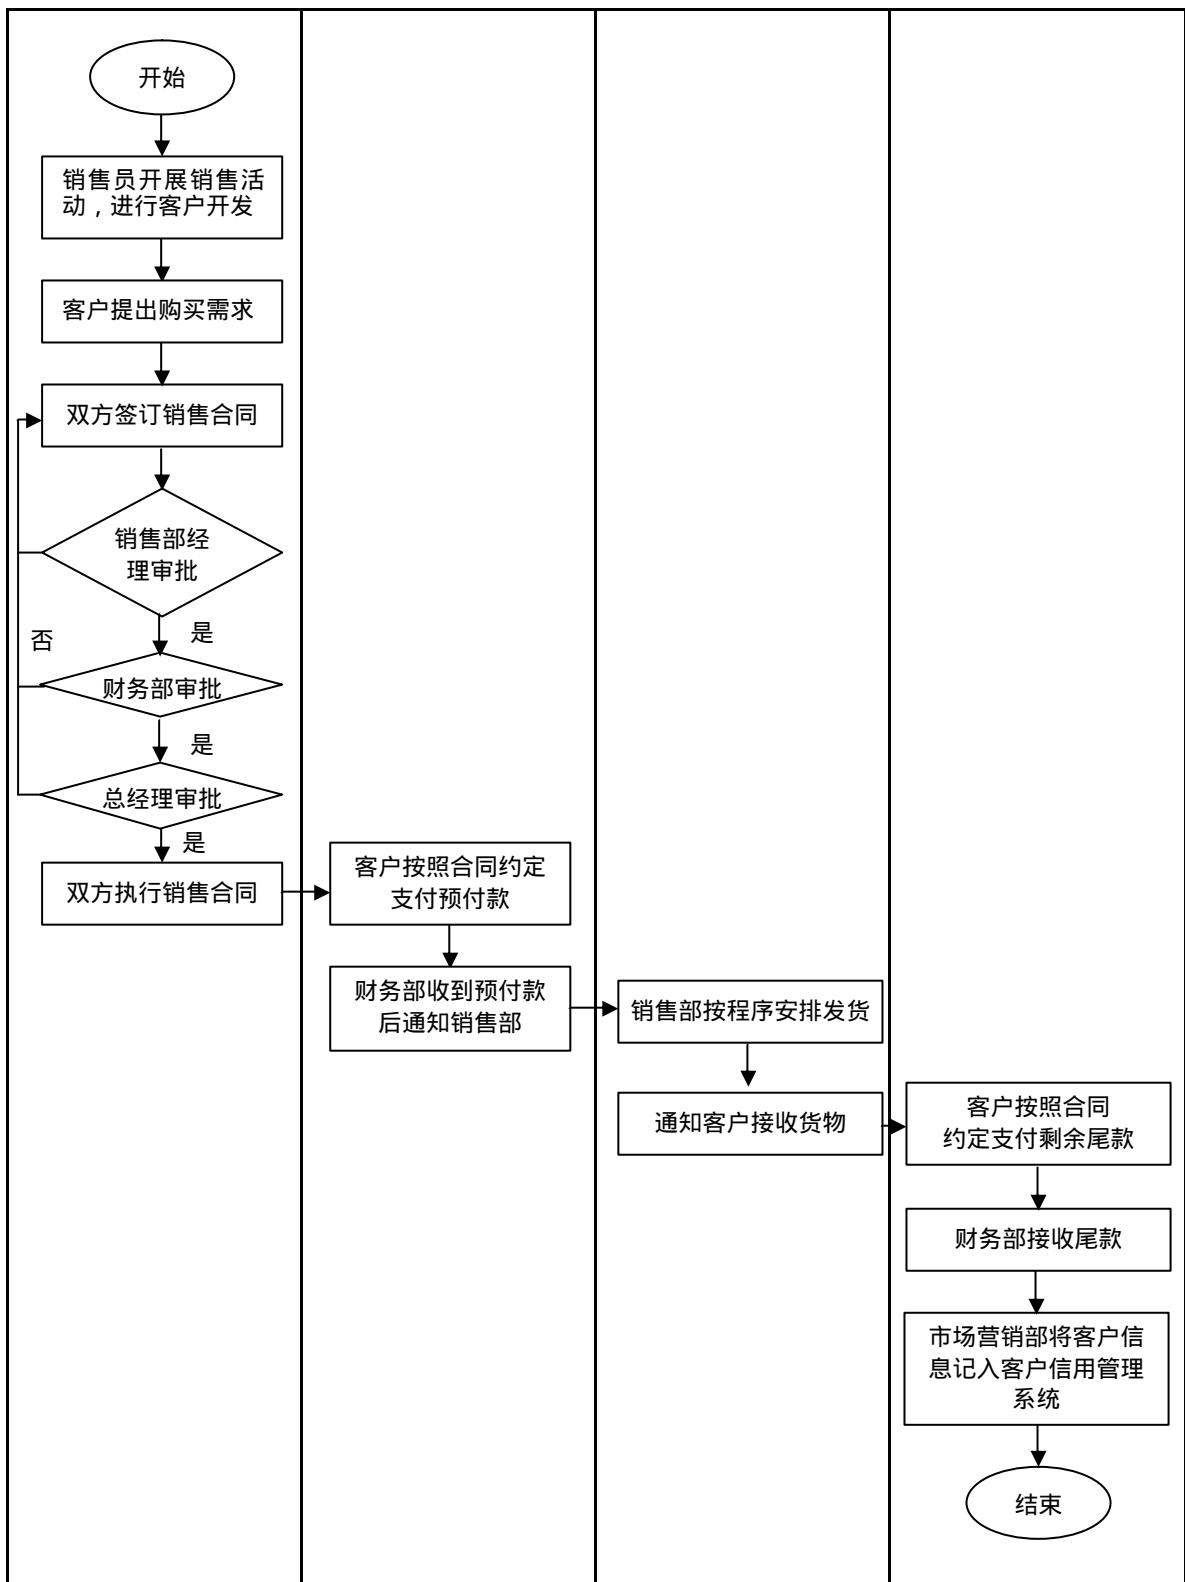 开始
销售员开展销售活
动，进行客户开发
客户提出购买需求
双方签订销售合同
销售部经
理审批
否
是
财务部审批
是
总经理审批
是
双方执行销售合同
客户按照合同约定
支付预付款
财务部收到预付款
后通知销售部
销售部按程序安排发货
通知客户接收货物
客户按照合同
约定支付剩余尾款
财务部接收尾款
市场营销部将客户信
息记入客户信用管理
系统
结束